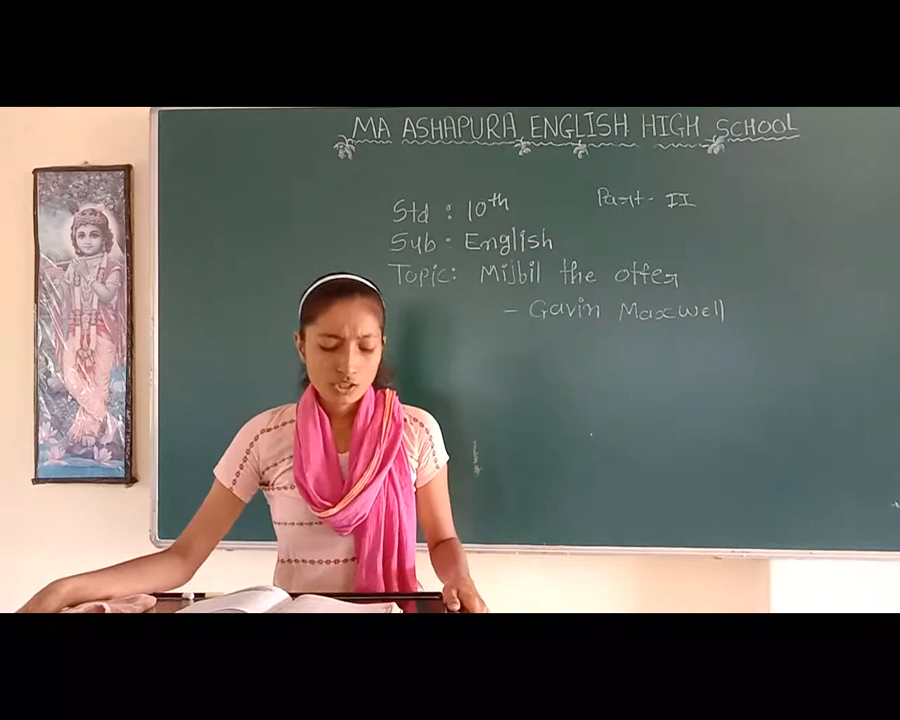 MA ASHAPURA ENGLISH HIGH SCHOOL
Std : 10th Part - II
Sub : English
Topic: Mijbil the otter
- Gavin Maxwell